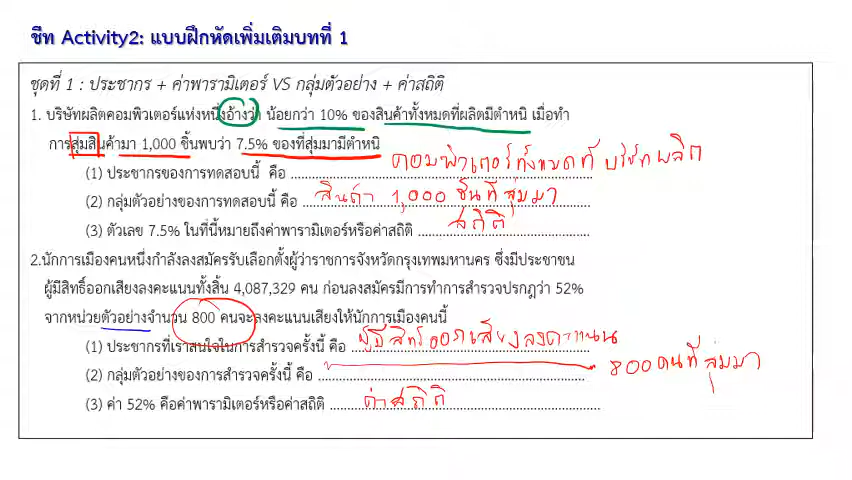 ชีท Activity2: แบบฝึกหัดเพิ่มเติมบทที่ 1
ชุดที่ 1 : ประชากร + ค่าพารามิเตอร์ VS กลุ่มตัวอย่าง + ค่าสถิติ
1. บริษัทผลิตคอมพิวเตอร์แห่งหนึ่งอ้างว่า น้อยกว่า 10% ของสินค้าทั้งหมดที่ผลิตมีตำหนิ เมื่อทำ
การสุ่มสินค้ามา 1,000 ชิ้นพบว่า 7.5% ของที่สุ่มมามีตำหนิ
(1) ประชากรของการทดสอบนี้ คือ คอมพิวเตอร์ทั้งหมดที่ บริษัทผลิต
(2) กลุ่มตัวอย่างของการทดสอบนี้ คือ สินค้า 1,000 ชิ้นที่สุ่มมา
(3) ตัวเลข 7.5% ในที่นี้หมายถึงค่าพารามิเตอร์หรือค่าสถิติ สถิติ
2.นักการเมืองคนหนึ่งกำลังลงสมัครรับเลือกตั้งผู้ว่าราชการจังหวัดกรุงเทพมหานคร ซึ่งมีประชาชน
ผู้มีสิทธิ์ออกเสียงลงคะแนนทั้งสิ้น 4,087,329 คน ก่อนลงสมัครมีการทำการสำรวจปรกฎว่า 52%
จากหน่วยตัวอย่างจำนวน 800 คนจะลงคะแนนเสียงให้นักการเมืองคนนี้
(1) ประชากรที่เราสนใจในการสำรวจครั้งนี้ คือ ผู้มีสิทธิ์ออกเสียงลงคะแนน
(2) กลุ่มตัวอย่างของการสำรวจครั้งนี้ คือ 800 คนที่สุ่มมา
(3) ค่า 52% คือค่าพารามิเตอร์หรือค่าสถิติ ค่าสถิติ